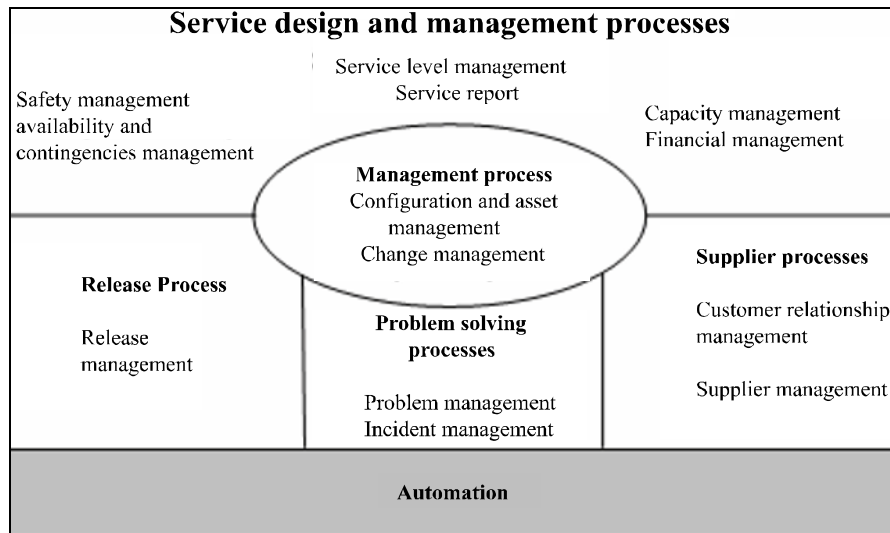 Service design and management processes
Service level management
Service report
Safety management
availability and
contingencies management
Capacity management
Financial management
Management process
Configuration and asset
management
Change management
Release Process
Release
management
Problem solving
processes
Problem management
Incident management
Supplier processes
Customer relationship
management
Supplier management
Automation